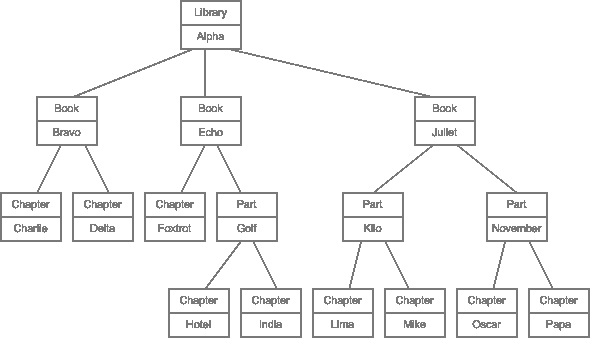 Library
Alpha
Book
Bravo
Book
Echo
Book
Juliet
Chapter
Charlie
Chapter
Delta
Chapter
Foxtrot
Part
Golf
Part
Kilo
Part
November
Chapter
Hotel
Chapter
India
Chapter
Lima
Chapter
Mike
Chapter
Oscar
Chapter
Papa